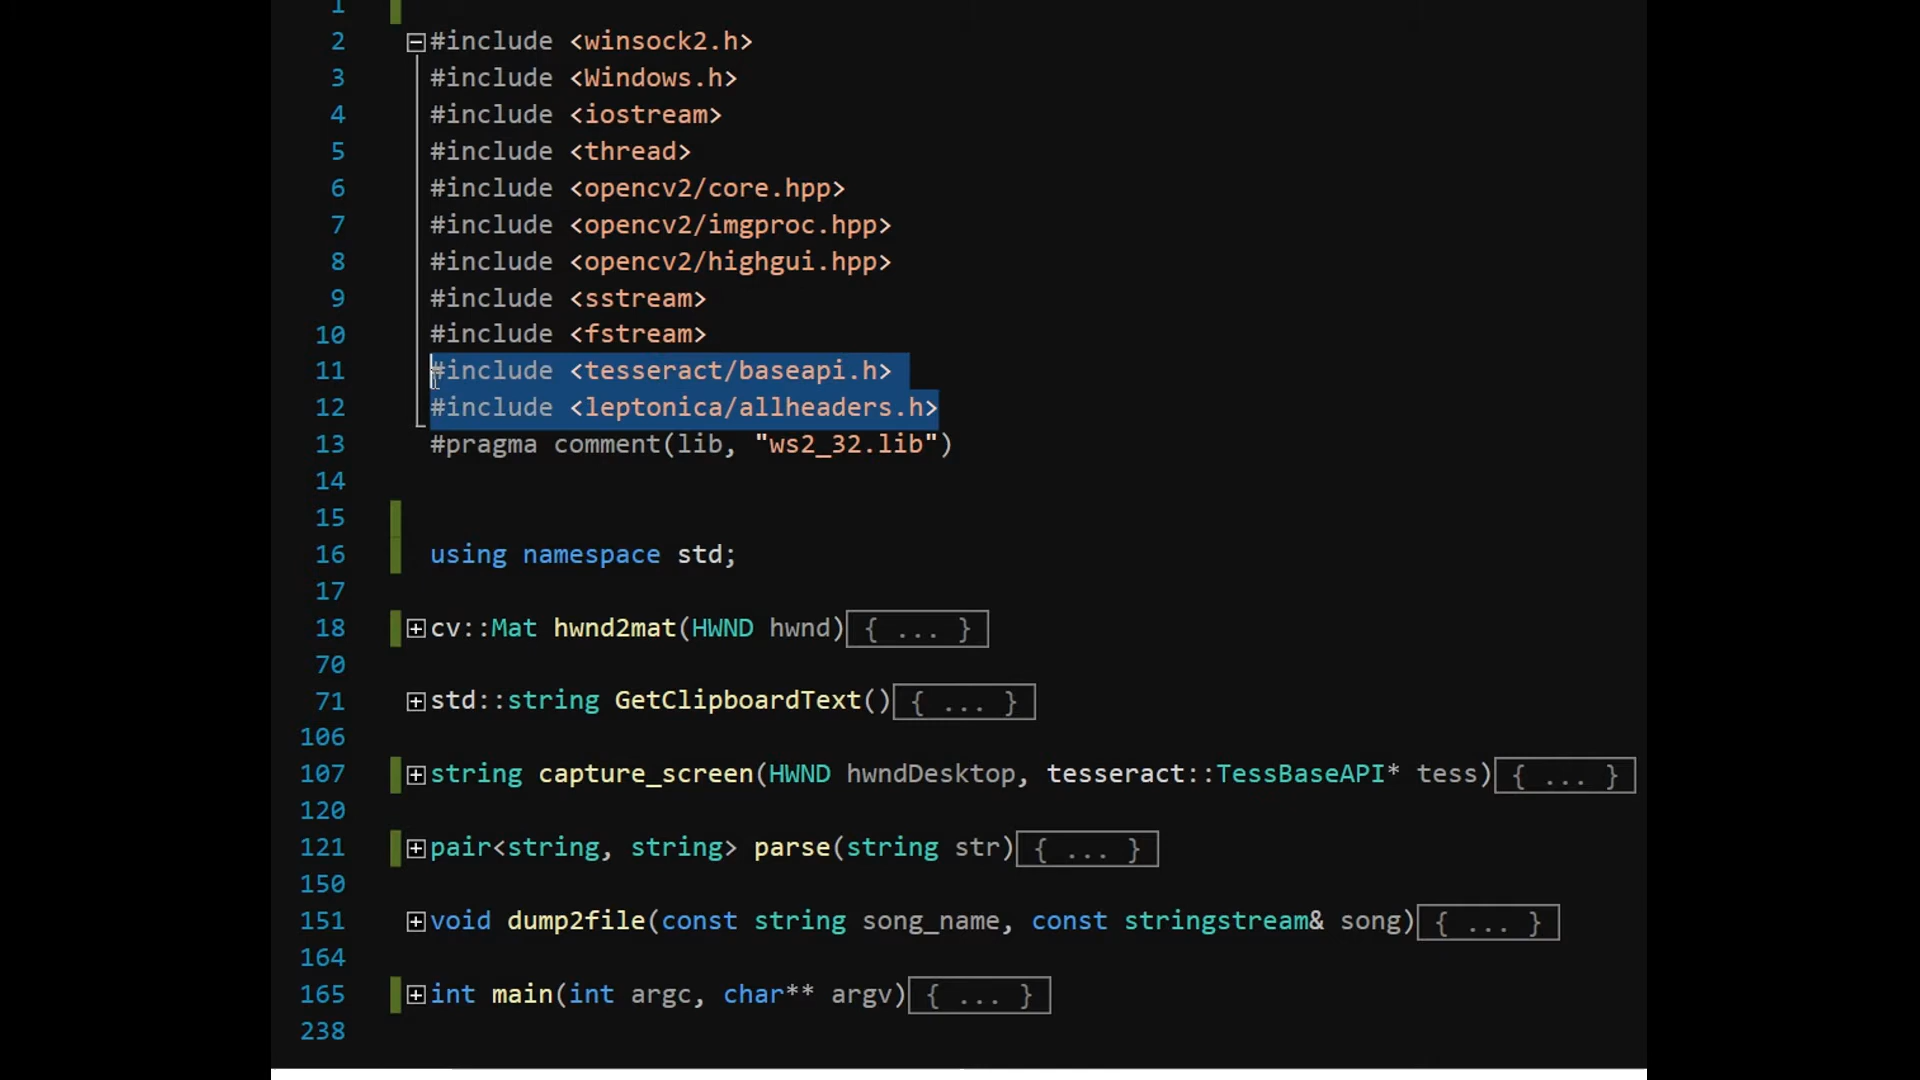 1
2 #include <winsock2.h>
3 #include <Windows.h>
4 #include <iostream>
5 #include <thread>
6 #include <opencv2/core.hpp>
7 #include <opencv2/imgproc.hpp>
8 #include <opencv2/highgui.hpp>
9 #include <sstream>
10 #include <fstream>
11 #include <tesseract/baseapi.h>
12 #include <leptonica/allheaders.h>
13 #pragma comment(lib, "ws2_32.lib")
14
15
16 using namespace std;
17
18 cv::Mat hwnd2mat(HWND hwnd){ ... }
70
71 std::string GetClipboardText(){ ... }
106
107 string capture_screen(HWND hwndDesktop, tesseract::TessBaseAPI* tess){ ... }
120
121 pair<string, string> parse(string str){ ... }
150
151 void dump2file(const string song_name, const stringstream& song){ ... }
164
165 int main(int argc, char** argv){ ... }
238